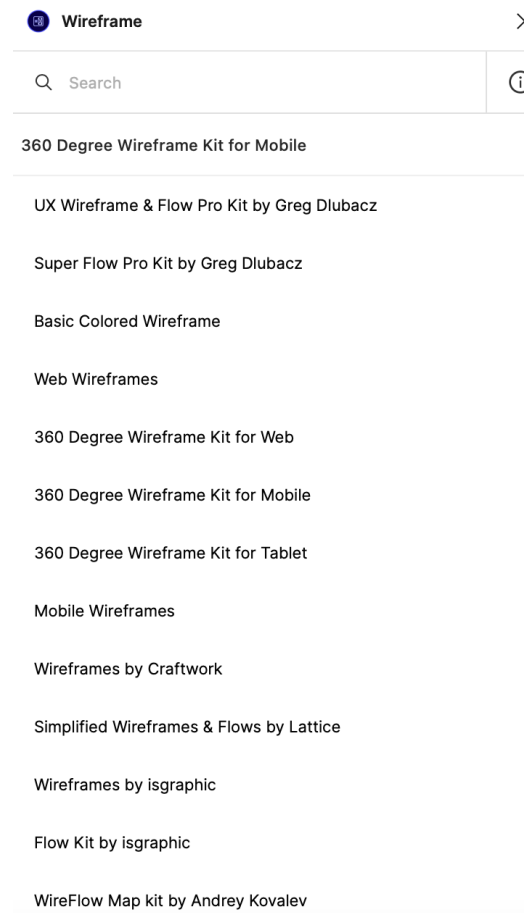 Wireframe
Search
360 Degree Wireframe Kit for Mobile
UX Wireframe & Flow Pro Kit by Greg Dlubacz
Super Flow Pro Kit by Greg Dlubacz
Basic Colored Wireframe
Web Wireframes
360 Degree Wireframe Kit for Web
360 Degree Wireframe Kit for Mobile
360 Degree Wireframe Kit for Tablet
Mobile Wireframes
Wireframes by Craftwork
Simplified Wireframes & Flows by Lattice
Wireframes by isgraphic
Flow Kit by isgraphic
WireFlow Map kit by Andrey Kovalev